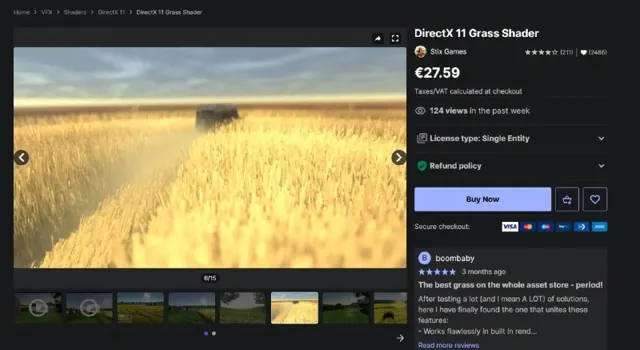 Home > VFX > Shaders > DirectX 11 > DirectX 11 Grass Shader
DirectX 11 Grass Shader
Stix Games
(211) | (2486)
€27.59
Taxes/VAT calculated at checkout
124 views in the past week
License type: Single Entity
Refund policy
Buy Now
Secure checkout:
VISA
6/15
B boombaby
3 months ago
The best grass on the whole asset store - period!
After testing a lot (and I mean A LOT) of solutions,
here I have finally found the one that unites these
features:
- Works flawlessly in built in rend...
Read more reviews